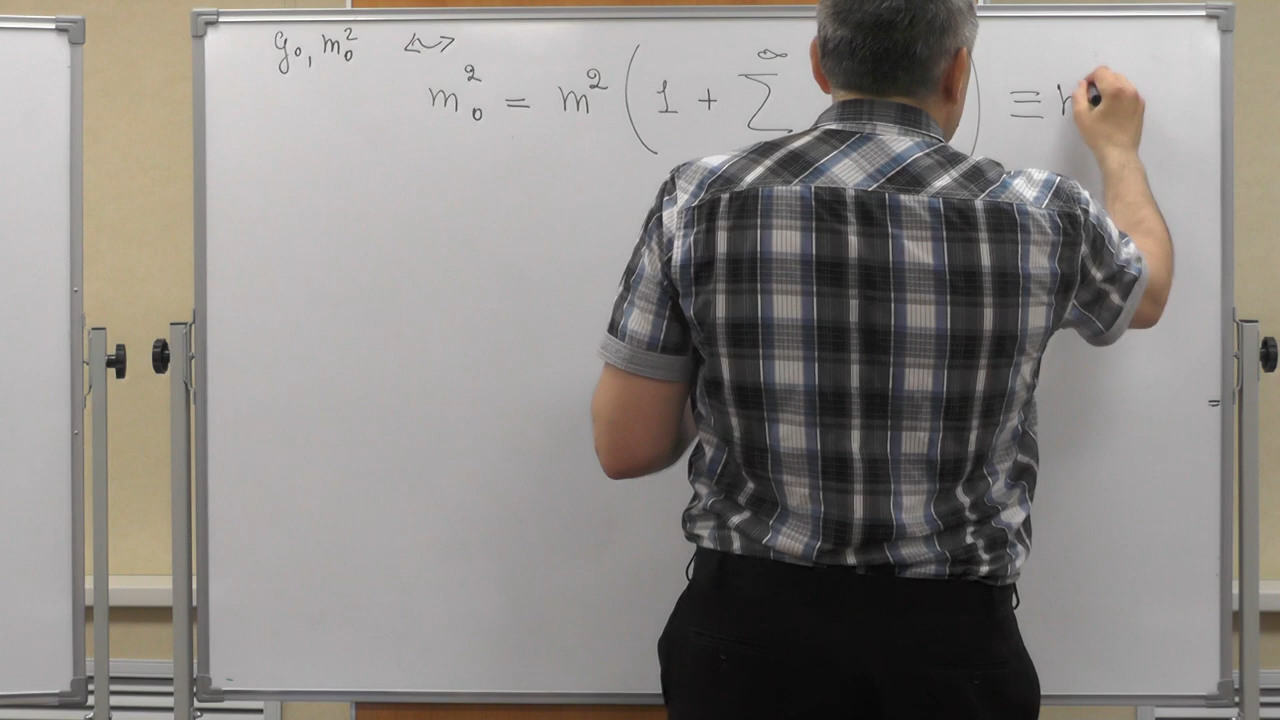 g₀, m₀² ↔
m₀² = m² ( 1 + ∑ ∞ ) ≡